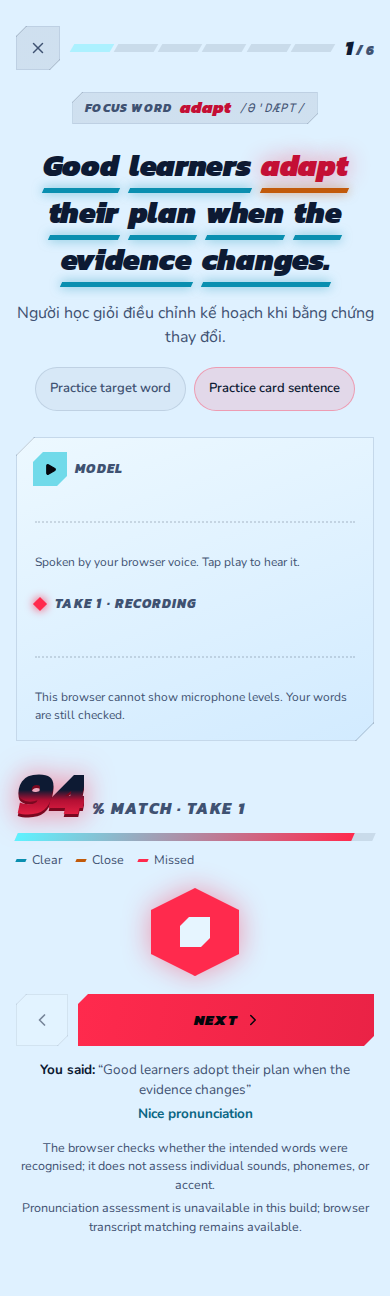 1 / 6
FOCUS WORD adapt /əˈDÆPT/
Good learners adapt
their plan when the
evidence changes.
Người học giỏi điều chỉnh kế hoạch khi bằng chứng
thay đổi.
Practice target word
Practice card sentence
MODEL
Spoken by your browser voice. Tap play to hear it.
TAKE 1 · RECORDING
This browser cannot show microphone levels. Your words
are still checked.
94 % MATCH · TAKE 1
Clear Close Missed
NEXT
You said: “Good learners adopt their plan when the
evidence changes”
Nice pronunciation
The browser checks whether the intended words were
recognised; it does not assess individual sounds, phonemes, or
accent.
Pronunciation assessment is unavailable in this build; browser
transcript matching remains available.